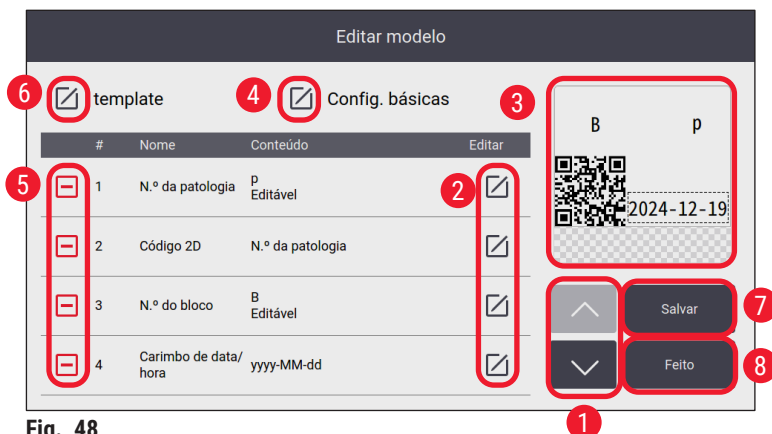 Editar modelo
6 template 4 Config. básicas 3
B p
# Nome Conteúdo Editar
5 1 N.º da patologia p
Editável 2
2024-12-19
2 Código 2D N.º da patologia
3 N.º do bloco B
Editável
Salvar 7
4 Carimbo de data/
hora yyyy-MM-dd
Feito 8
1
Fig. 48